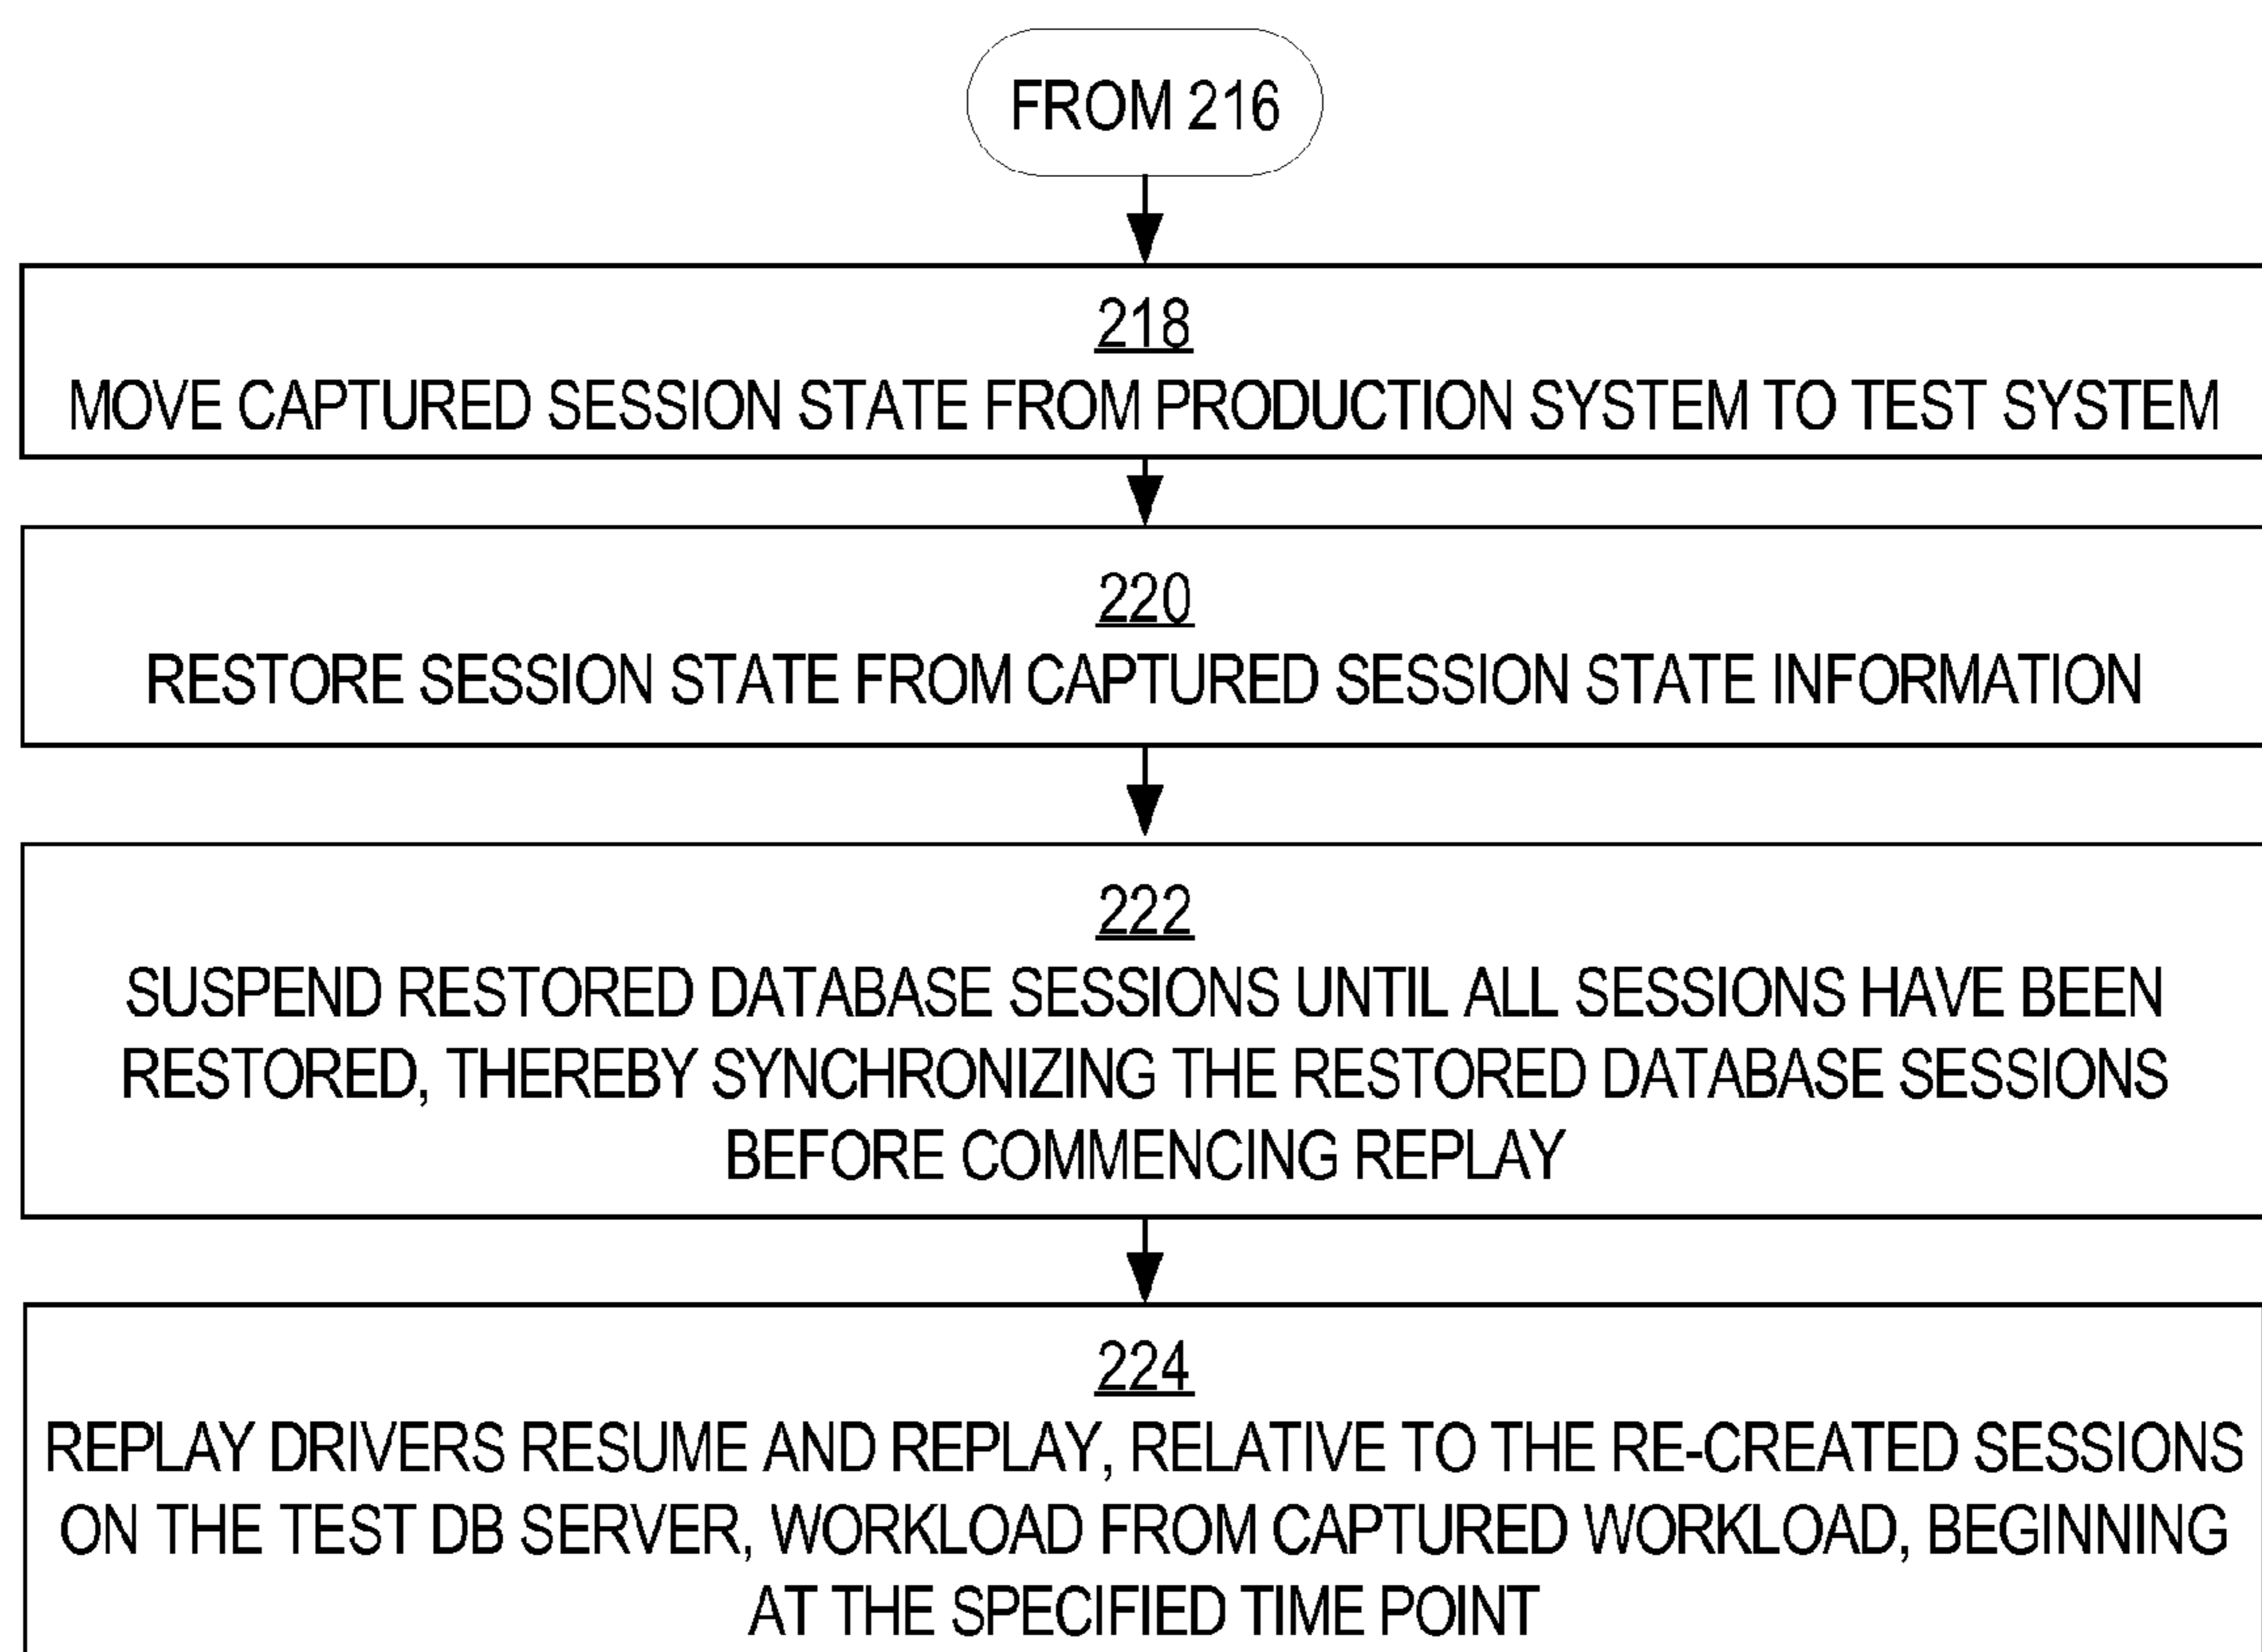 FROM 216
218
MOVE CAPTURED SESSION STATE FROM PRODUCTION SYSTEM TO TEST SYSTEM
220
RESTORE SESSION STATE FROM CAPTURED SESSION STATE INFORMATION
222
SUSPEND RESTORED DATABASE SESSIONS UNTIL ALL SESSIONS HAVE BEEN
RESTORED, THEREBY SYNCHRONIZING THE RESTORED DATABASE SESSIONS
BEFORE COMMENCING REPLAY
224
REPLAY DRIVERS RESUME AND REPLAY, RELATIVE TO THE RE-CREATED SESSIONS
ON THE TEST DB SERVER, WORKLOAD FROM CAPTURED WORKLOAD, BEGINNING
AT THE SPECIFIED TIME POINT